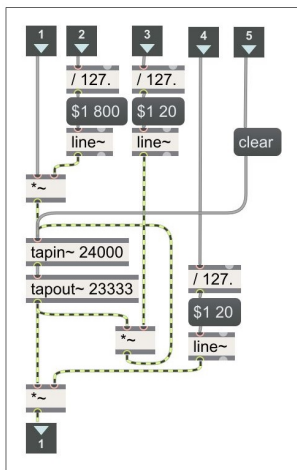 1
2
3
4
5
/ 127.
/ 127.
$1 800
$1 20
line~
line~
clear
*~
tapin~ 24000
tapout~ 23333
/ 127.
$1 20
*~
line~
*~
1